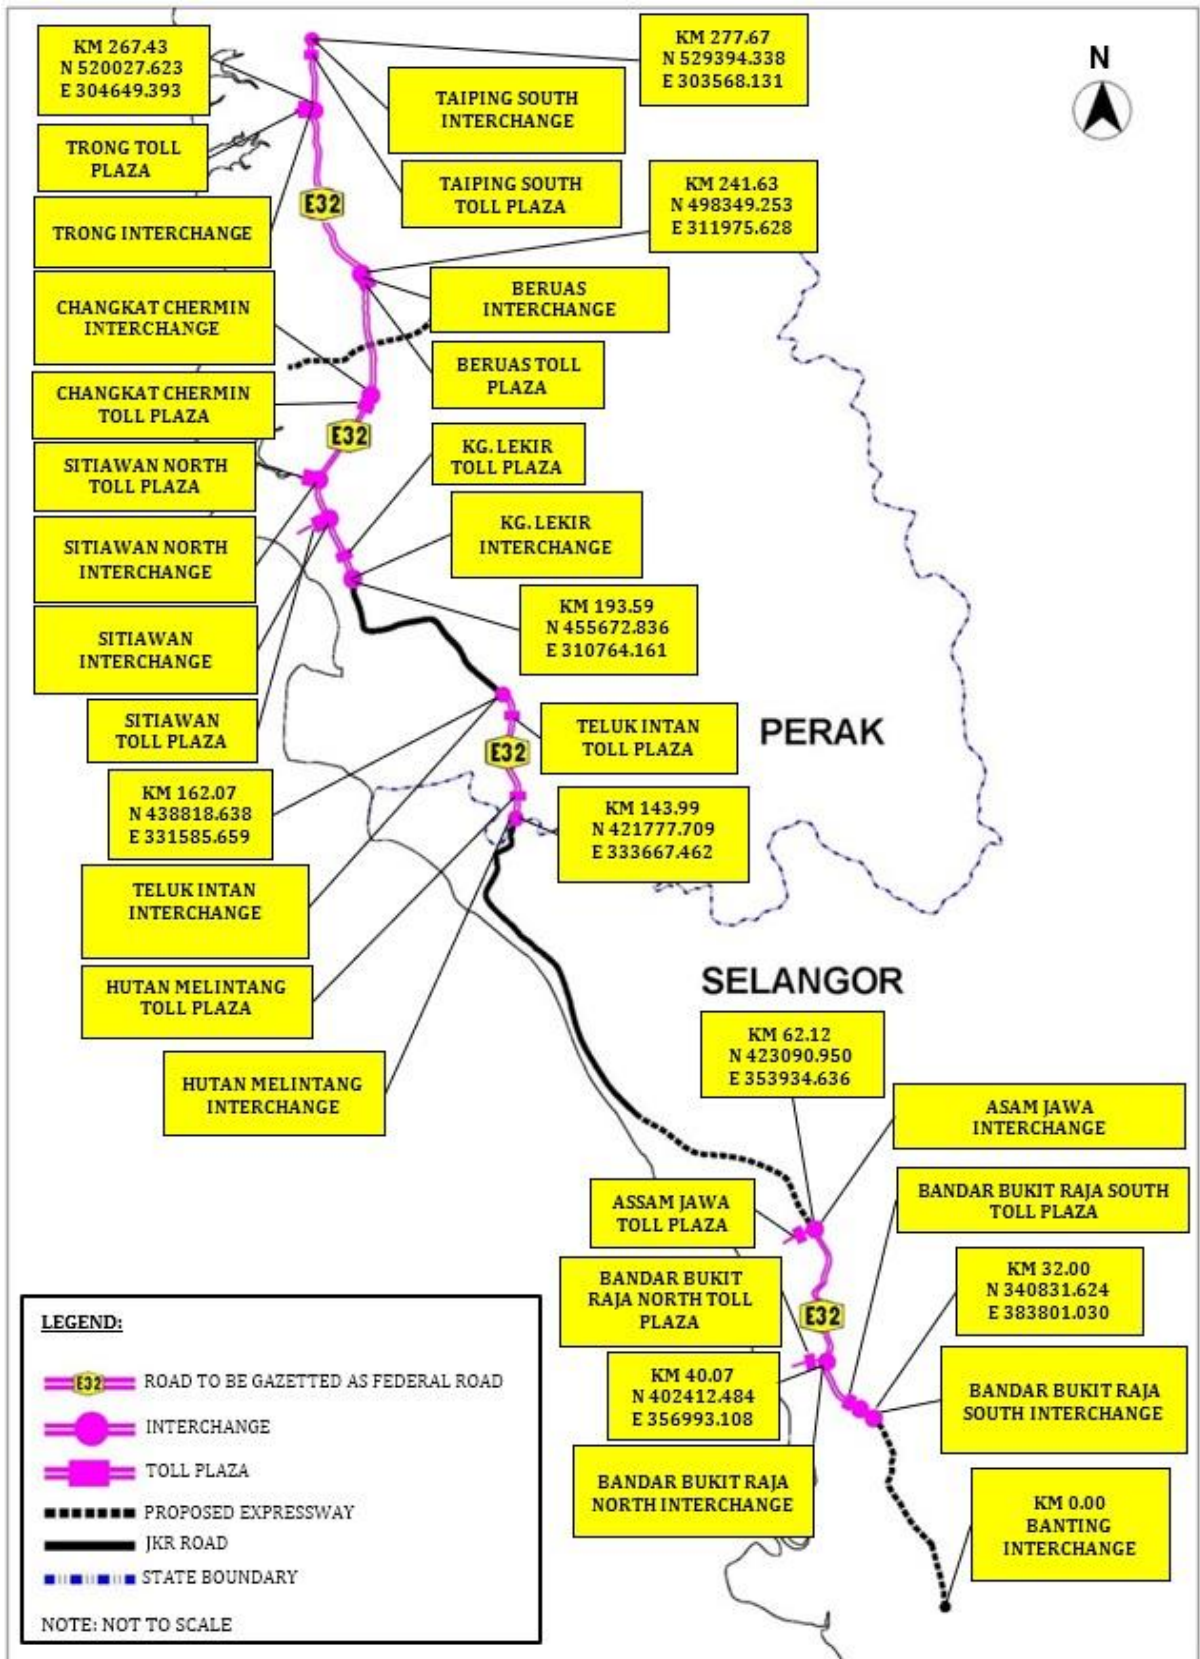 KM 267.43
N 520027.623
E 304649.393
KM 277.67
N 529394.338
E 303568.131
N
TAIPING SOUTH
INTERCHANGE
TRONG TOLL
PLAZA
TAIPING SOUTH
TOLL PLAZA
KM 241.63
N 498349.253
E 311975.628
E32
TRONG INTERCHANGE
CHANGKAT CHERMIN
INTERCHANGE
BERUAS
INTERCHANGE
BERUAS TOLL
PLAZA
CHANGKAT CHERMIN
TOLL PLAZA
E32
SITIAWAN NORTH
TOLL PLAZA
KG. LEKIR
TOLL PLAZA
SITIAWAN NORTH
INTERCHANGE
KG. LEKIR
INTERCHANGE
SITIAWAN
INTERCHANGE
KM 193.59
N 455672.836
E 310764.161
SITIAWAN
TOLL PLAZA
TELUK INTAN
TOLL PLAZA
PERAK
E32
KM 162.07
N 438818.638
E 331585.659
KM 143.99
N 421777.709
E 333667.462
TELUK INTAN
INTERCHANGE
HUTAN MELINTANG
TOLL PLAZA
SELANGOR
HUTAN MELINTANG
INTERCHANGE
KM 62.12
N 423090.950
E 353934.636
ASAM JAWA
INTERCHANGE
ASSAM JAWA
TOLL PLAZA
BANDAR BUKIT RAJA SOUTH
TOLL PLAZA
BANDAR BUKIT
RAJA NORTH TOLL
PLAZA
KM 32.00
N 340831.624
E 383801.030
E32
KM 40.07
N 402412.484
E 356993.108
BANDAR BUKIT RAJA
SOUTH INTERCHANGE
BANDAR BUKIT RAJA
NORTH INTERCHANGE
KM 0.00
BANTING
INTERCHANGE
LEGEND:
E32 ROAD TO BE GAZETTED AS FEDERAL ROAD
INTERCHANGE
TOLL PLAZA
PROPOSED EXPRESSWAY
JKR ROAD
STATE BOUNDARY
NOTE: NOT TO SCALE